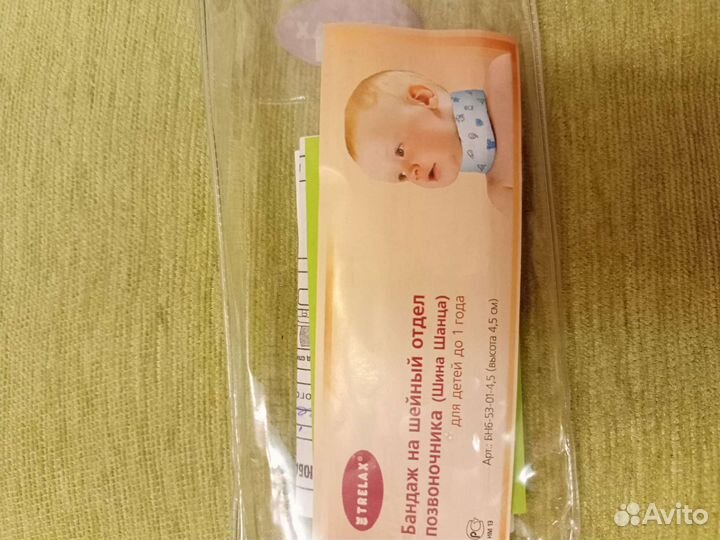 TRELAX®
Бандаж на шейный отдел
позвоночника (Шина Шанца)
для детей до 1 года
Арт.: БН6-53-01-4,5 (высота 4,5 см)
Avito